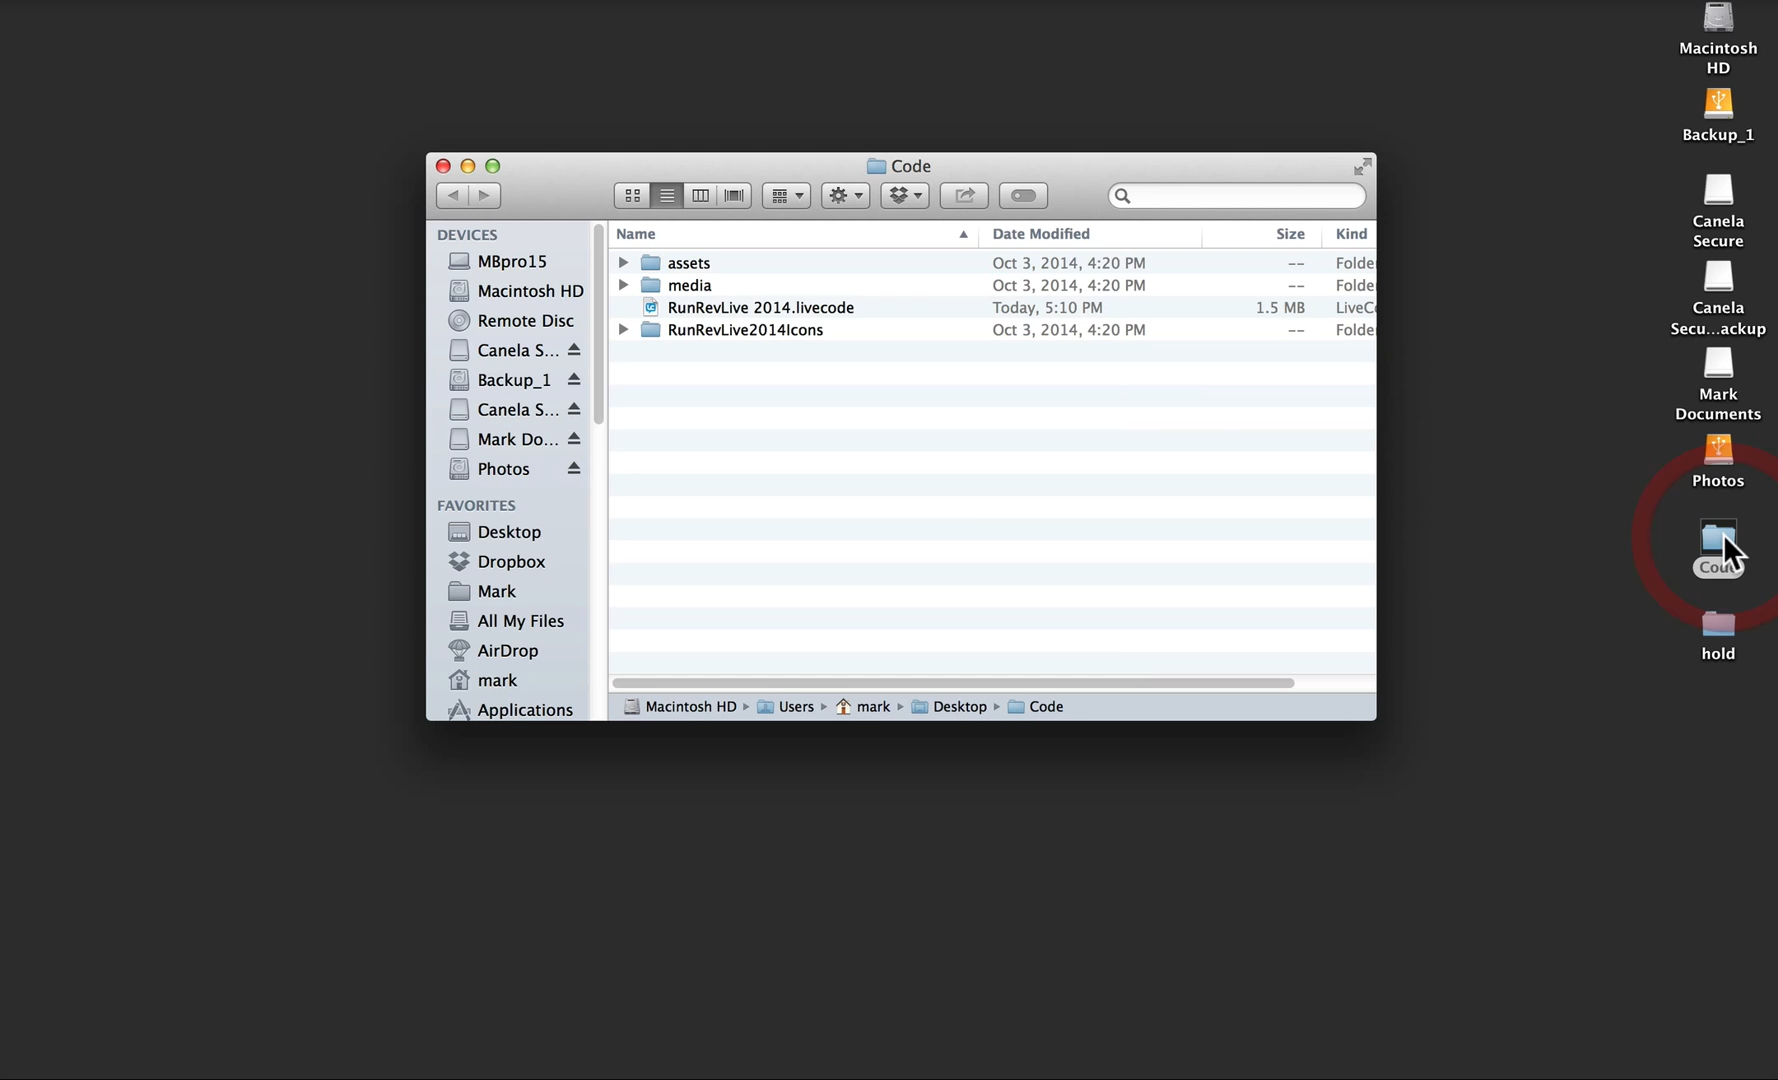 Macintosh
HD
Backup_1
Canela
Secure
Canela
Secu...ackup
Mark
Documents
Photos
Code
hold
Code
DEVICES
MBpro15
Macintosh HD
Remote Disc
Canela S...
Backup_1
Canela S...
Mark Do...
Photos
FAVORITES
Desktop
Dropbox
Mark
All My Files
AirDrop
mark
Applications
Name Date Modified Size Kind
assets Oct 3, 2014, 4:20 PM -- Folde
media Oct 3, 2014, 4:20 PM -- Folde
RunRevLive 2014.livecode Today, 5:10 PM 1.5 MB LiveC
RunRevLive2014Icons Oct 3, 2014, 4:20 PM -- Folde
Macintosh HD ▸ Users ▸ mark ▸ Desktop ▸ Code